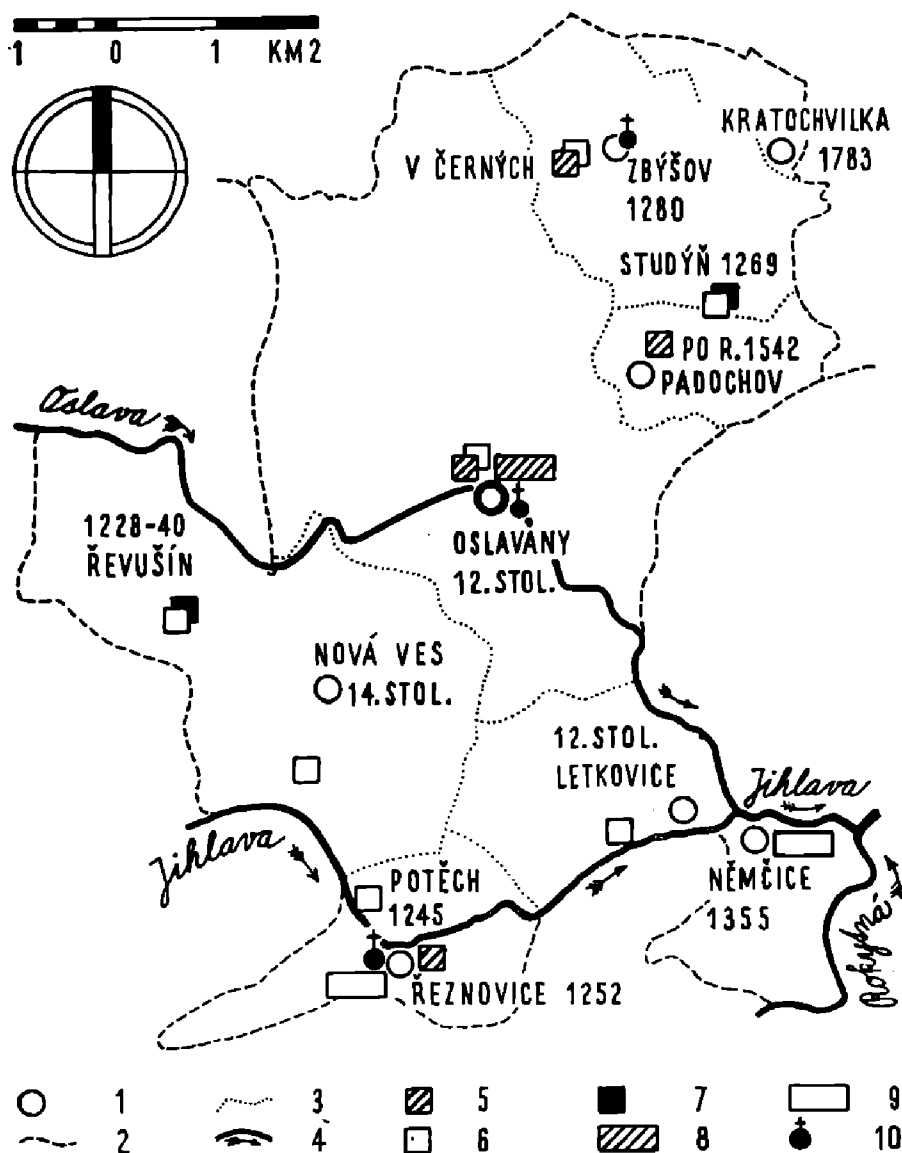 1 0 1 KM 2
KRATOCHVILKA
1783
V ČERNÝCH
ZBÝŠOV
1280
STUDÝŇ 1269
PO R. 1542
PADOCHOV
Oslava
1228-40
ŘEVUŠÍN
OSLAVÁNY
12. STOL.
NOVÁ VES
14. STOL.
12. STOL.
LETKOVICE
Jihlava
Jihlava
NĚMČICE
1355
POTĚCH
1245
Rokytná
ŘEZNOVICE 1252
1 3 5 7 9
2 4 6 8 10